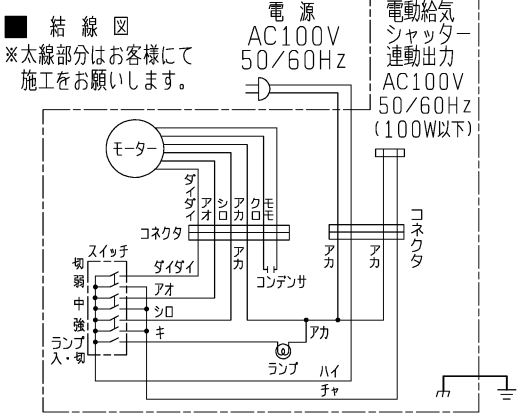 ■ 結線図
※太線部分はお客様にて
施工をお願いします。
電源
AC100V
50/60Hz
電動給気
シャッター
連動出力
AC100V
50/60Hz
(100W以下)
モーター
ダイダイ
アオ
シロ
アカ
クロ
モモ
コネクタ
アカ
コンデンサ
アカ
アカ
コネクタ
スイッチ
切
弱
中
強
ランプ
入・切
ダイダイ
アオ
シロ
キ
アカ
ランプ
ハイ
チャ